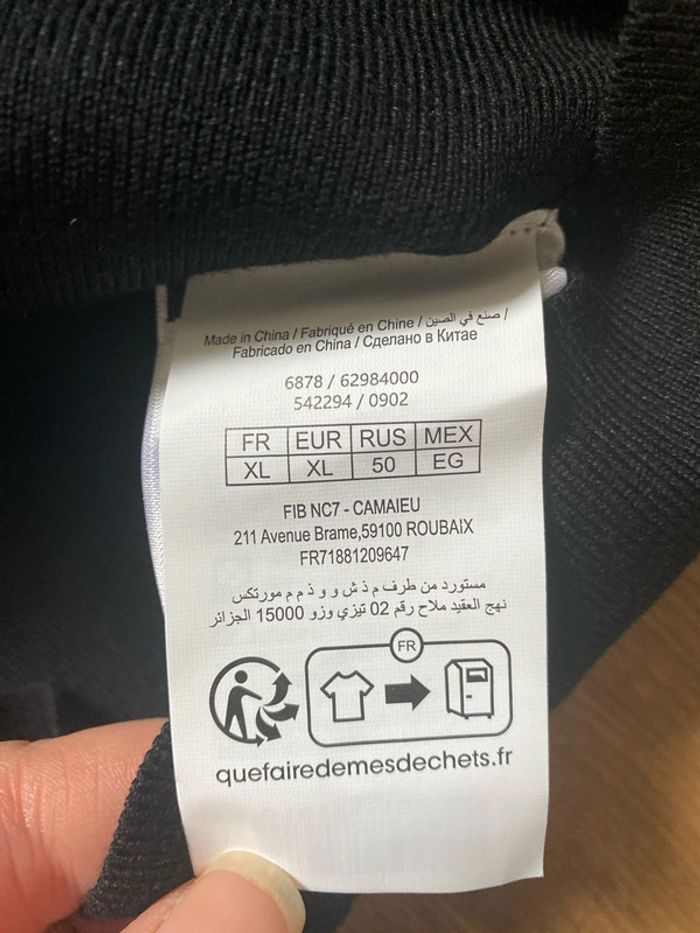 Made in China / Fabriqué en Chine / صنع في الصين /
Fabricado en China / Сделано в Китае
6878 / 62984000
542294 / 0902
FR EUR RUS MEX
XL XL 50 EG
FIB NC7 - CAMAIEU
211 Avenue Brame,59100 ROUBAIX
FR71881209647
مستورد من طرف م ذ ش و و ذ م م مورتكس
نهج العقيد ملاح رقم 02 تيزي وزو 15000 الجزائر
FR
quefairedemesdechets.fr